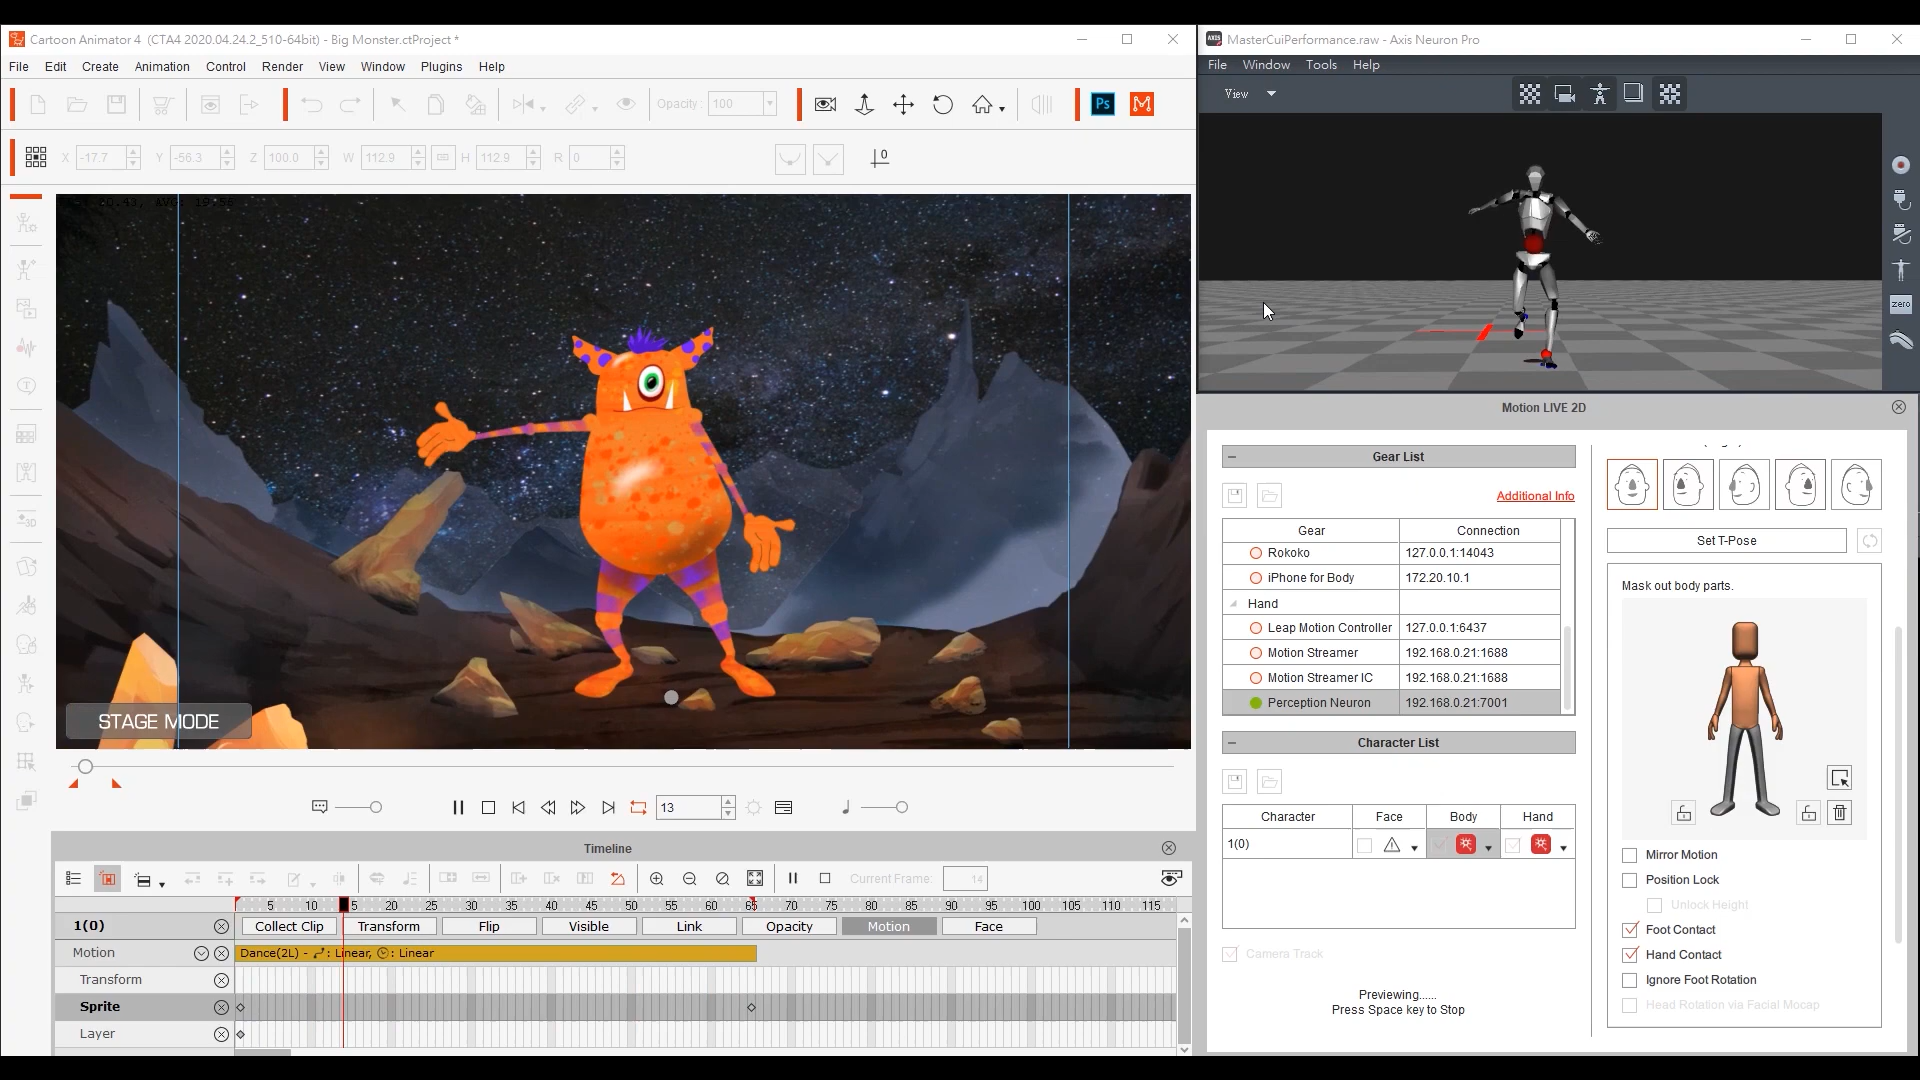 Cartoon Animator 4 (CTA4 2020.04.24.2_510-64bit) - Big Monster.ctProject *
File Edit Create Animation Control Render View Window Plugins Help
Opacity : 100
Ps
X -17.7 Y -56.3 Z 100.0 W 112.9 H 112.9 R 0
0
STAGE MODE
13
Timeline
Current Frame: 14
5 10 5 20 25 30 35 40 45 50 55 60 65 70 75 80 85 90 95 100 105 110 115
1(0) Collect Clip Transform Flip Visible Link Opacity Motion Face
Motion Dance(2L) - : Linear, : Linear
Transform
Sprite
Layer
MasterCuiPerformance.raw - Axis Neuron Pro
File Window Tools Help
View
zero
Motion LIVE 2D
Gear List
Additional Info
Gear Connection
Rokoko 127.0.0.1:14043
iPhone for Body 172.20.10.1
Hand
Leap Motion Controller 127.0.0.1:6437
Motion Streamer 192.168.0.21:1688
Motion Streamer IC 192.168.0.21:1688
Perception Neuron 192.168.0.21:7001
Character List
Character Face Body Hand
1(0)
Camera Track
Previewing......
Press Space key to Stop
Set T-Pose
Mask out body parts.
Mirror Motion
Position Lock
Unlock Height
Foot Contact
Hand Contact
Ignore Foot Rotation
Head Rotation via Facial Mocap